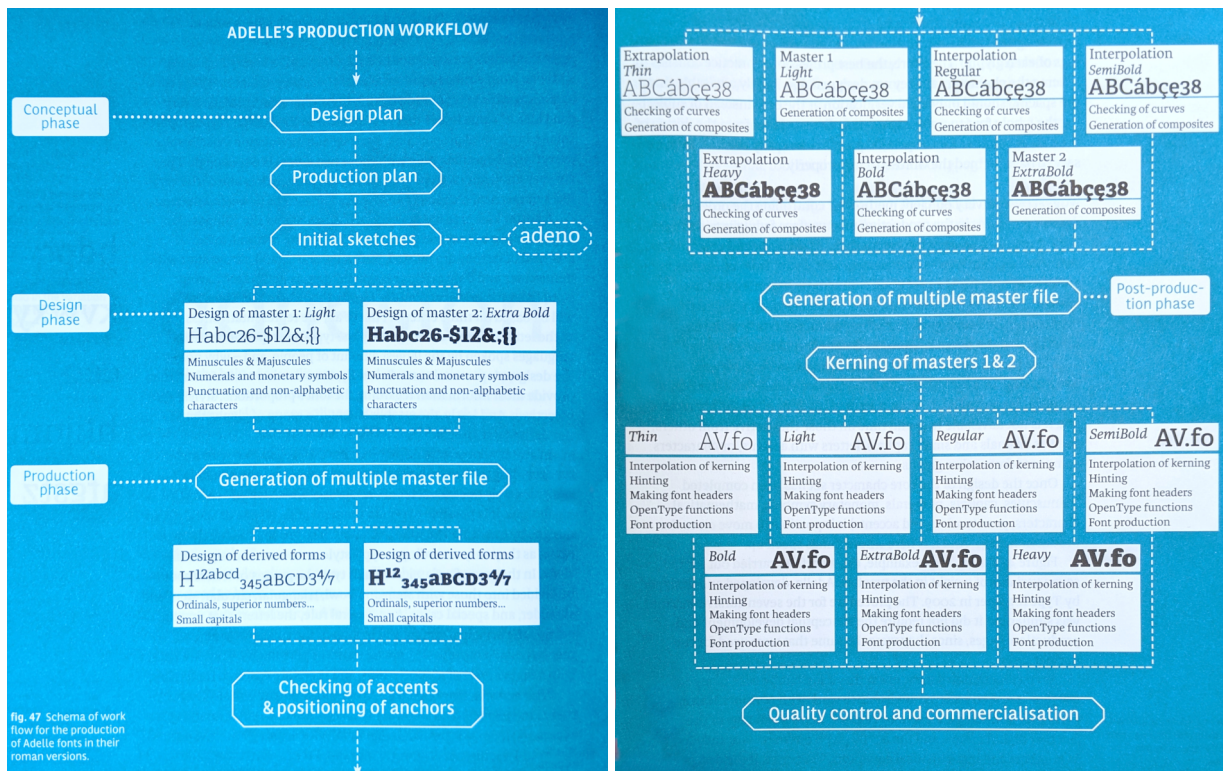 ADELLE'S PRODUCTION WORKFLOW
Conceptual
phase
Design plan
Production plan
Initial sketches
adeno
Design
phase
Design of master 1: Light
Habc26-$12&;{}
Minuscules & Majuscules
Numerals and monetary symbols
Punctuation and non-alphabetic
characters
Design of master 2: Extra Bold
Habc26-$12&;{}
Minuscules & Majuscules
Numerals and monetary symbols
Punctuation and non-alphabetic
characters
Production
phase
Generation of multiple master file
Design of derived forms
H12abcd345aBCD34/7
Ordinals, superior numbers...
Small capitals
Design of derived forms
H12345aBCD34/7
Ordinals, superior numbers...
Small capitals
Checking of accents
& positioning of anchors
fig. 47 Schema of work
flow for the production
of Adelle fonts in their
roman versions.
Extrapolation
Thin
ABCábçę38
Checking of curves
Generation of composites
Master 1
Light
ABCábçę38
Generation of composites
Interpolation
Regular
ABCábçę38
Checking of curves
Generation of composites
Interpolation
SemiBold
ABCábçę38
Checking of curves
Generation of composites
Extrapolation
Heavy
ABCábçę38
Checking of curves
Generation of composites
Interpolation
Bold
ABCábçę38
Checking of curves
Generation of composites
Master 2
ExtraBold
ABCábçę38
Generation of composites
Generation of multiple master file
Post-produc-
tion phase
Kerning of masters 1 & 2
Thin AV.fo
Interpolation of kerning
Hinting
Making font headers
OpenType functions
Font production
Light AV.fo
Interpolation of kerning
Hinting
Making font headers
OpenType functions
Font production
Regular AV.fo
Interpolation of kerning
Hinting
Making font headers
OpenType functions
Font production
SemiBold AV.fo
Interpolation of kerning
Hinting
Making font headers
OpenType functions
Font production
Bold AV.fo
Interpolation of kerning
Hinting
Making font headers
OpenType functions
Font production
ExtraBold AV.fo
Interpolation of kerning
Hinting
Making font headers
OpenType functions
Font production
Heavy AV.fo
Interpolation of kerning
Hinting
Making font headers
OpenType functions
Font production
Quality control and commercialisation